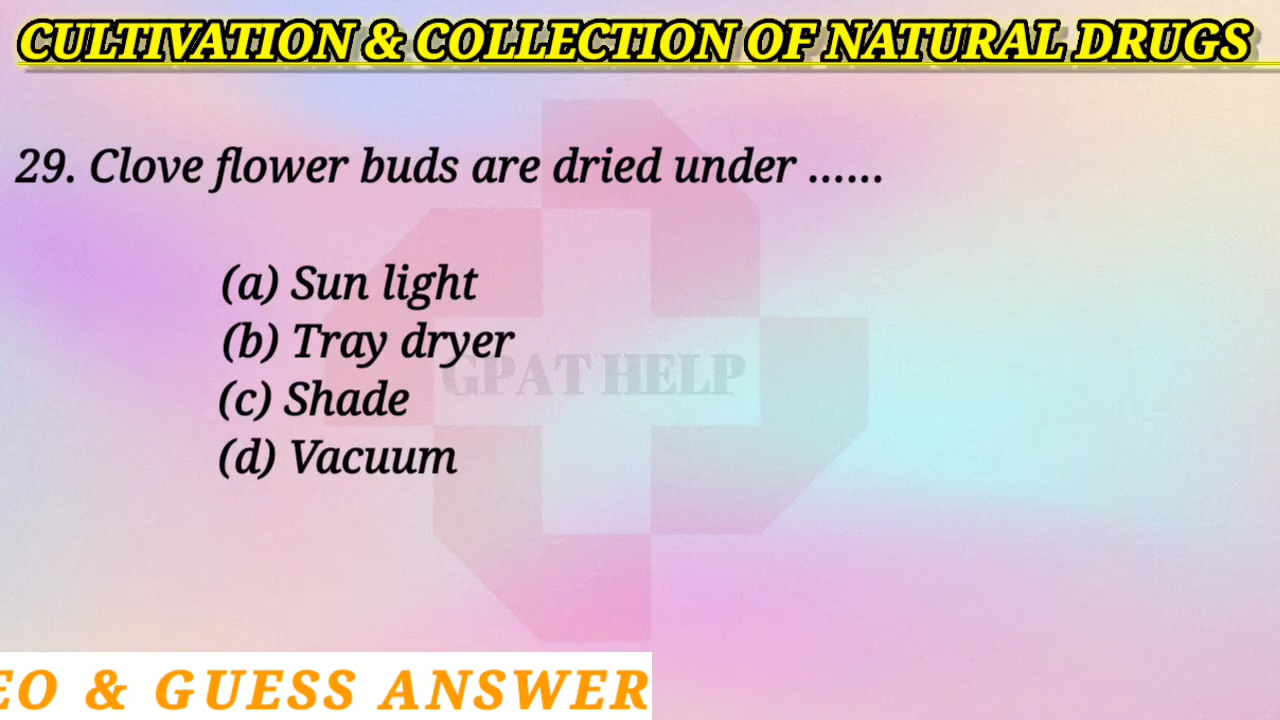 CULTIVATION & COLLECTION OF NATURAL DRUGS
29. Clove flower buds are dried under ......
(a) Sun light
(b) Tray dryer
GPAT HELP
(c) Shade
(d) Vacuum
EO & GUESS ANSWER